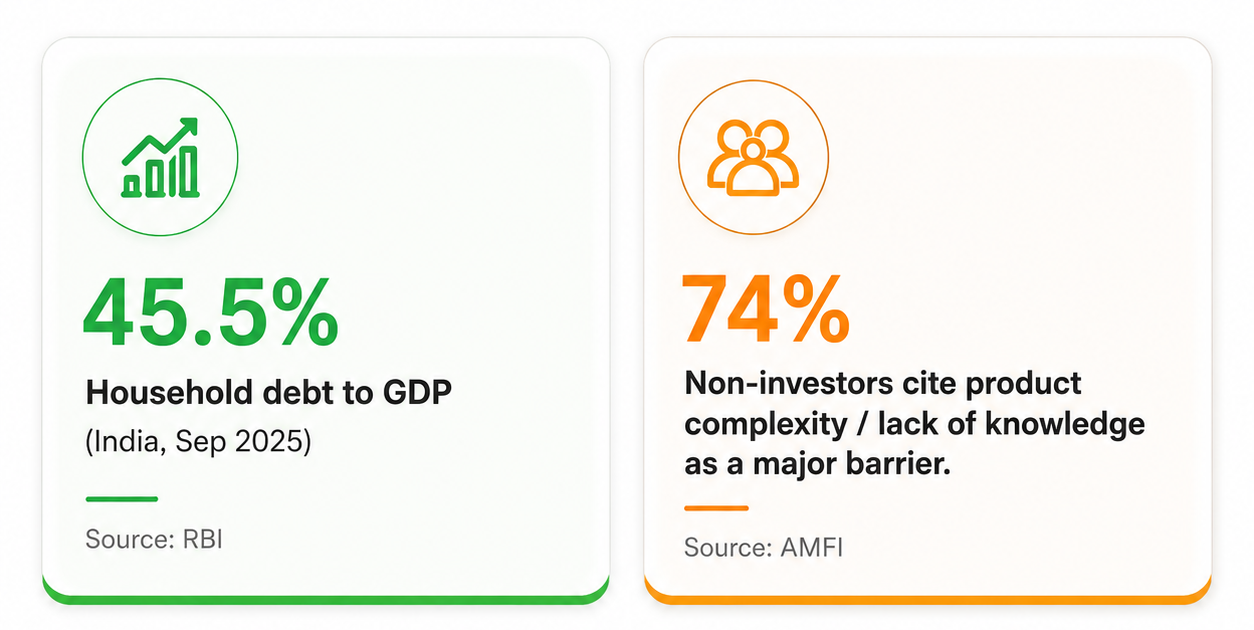 45.5%
Household debt to GDP
(India, Sep 2025)
Source: RBI
74%
Non-investors cite product
complexity / lack of knowledge
as a major barrier.
Source: AMFI